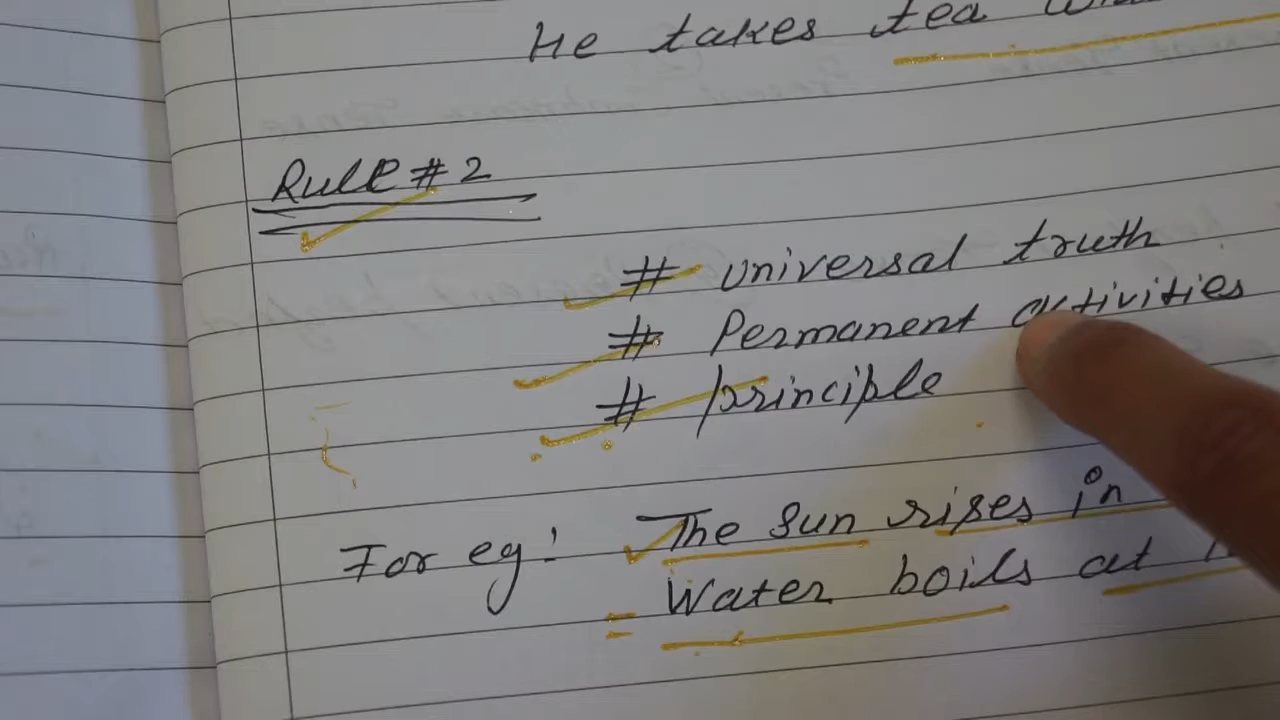 He takes tea
Rule # 2
# Universal truth
# Permanent activities
# principle
For eg: The sun rises in
Water boils at